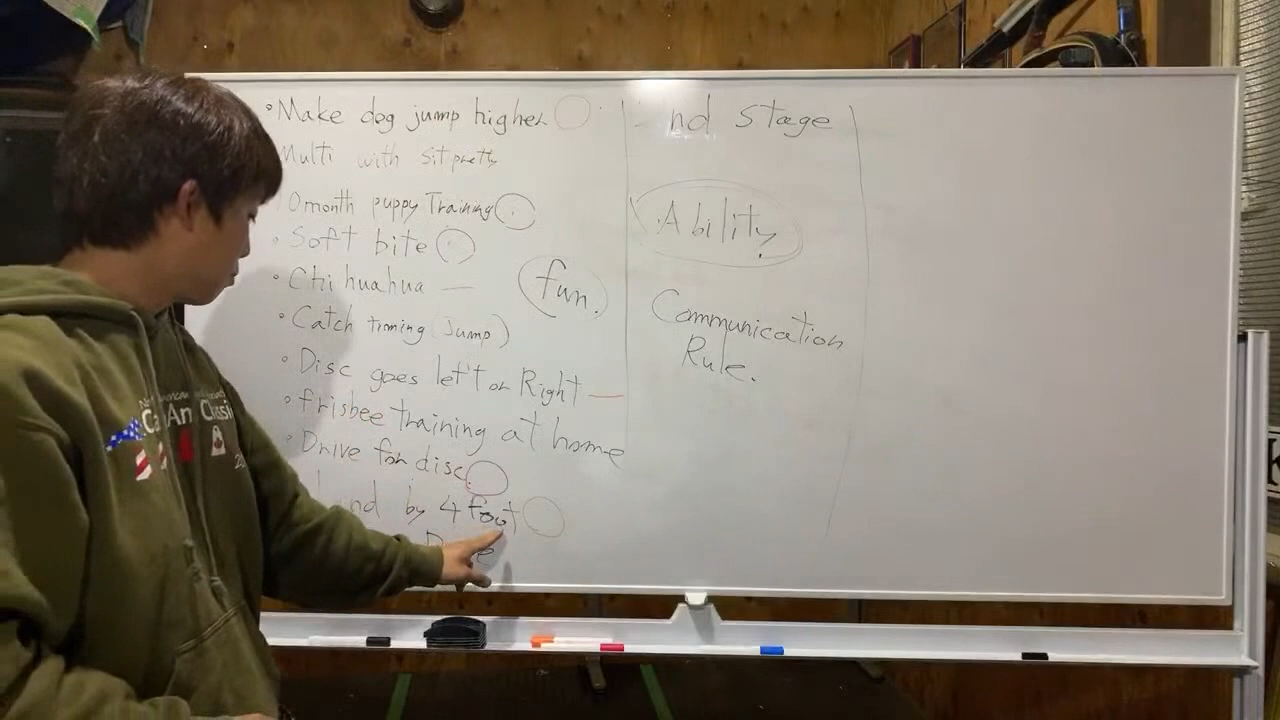 Make dog jump higher
Multi with sit pretty
0 month puppy Training
Soft bite
Chihuahua
fun.
Catch timing (Jump)
Disc goes left or Right
frisbee training at home
Drive for disc
by 4 foot
nd stage
Ability
Communication
Rule.